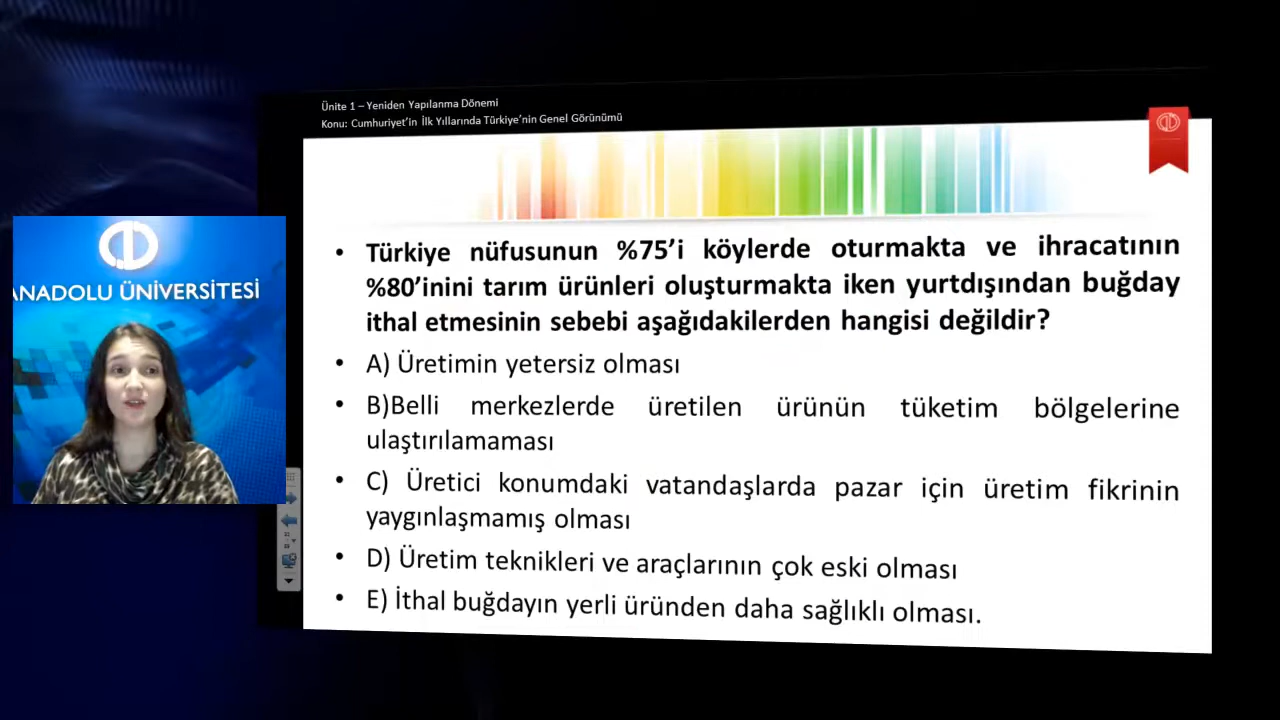 Ünite 1 – Yeniden Yapılanma Dönemi
Konu: Cumhuriyet'in İlk Yıllarında Türkiye'nin Genel Görünümü
ANADOLU ÜNİVERSİTESİ
• Türkiye nüfusunun %75'i köylerde oturmakta ve ihracatının
%80'inini tarım ürünleri oluşturmakta iken yurtdışından buğday
ithal etmesinin sebebi aşağıdakilerden hangisi değildir?
• A) Üretimin yetersiz olması
• B)Belli merkezlerde üretilen ürünün tüketim bölgelerine
ulaştırılamaması
• C) Üretici konumdaki vatandaşlarda pazar için üretim fikrinin
yaygınlaşmamış olması
• D) Üretim teknikleri ve araçlarının çok eski olması
• E) İthal buğdayın yerli üründen daha sağlıklı olması.